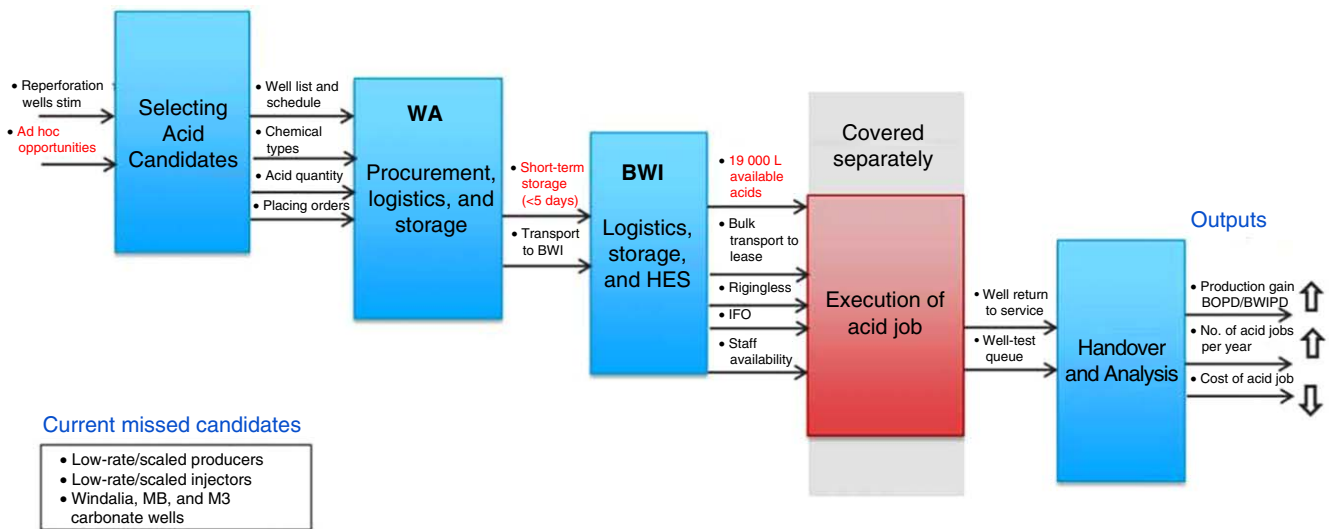 • Reperforation
wells stim
• Ad hoc
opportunities
Selecting
Acid
Candidates
• Well list and
schedule
• Chemical
types
• Acid quantity
• Placing orders
WA
Procurement,
logistics, and
storage
• Short-term
storage
(<5 days)
• Transport
to BWI
BWI
Logistics,
storage,
and HES
• 19 000 L
available
acids
• Bulk
transport to
lease
• Rigingless
• IFO
• Staff
availability
Covered
separately
Execution of
acid job
• Well return
to service
• Well-test
queue
Handover
and Analysis
Outputs
• Production gain
BOPD/BWIPD
• No. of acid jobs
per year
• Cost of acid job
Current missed candidates
• Low-rate/scaled producers
• Low-rate/scaled injectors
• Windalia, MB, and M3
carbonate wells